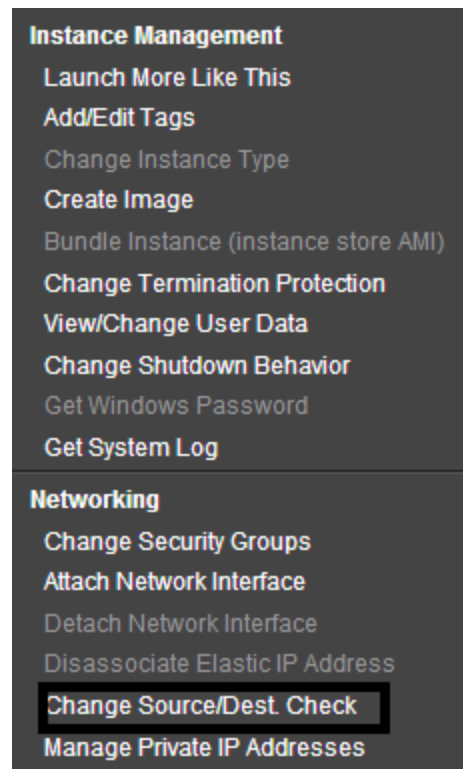 Instance Management
Launch More Like This
Add/Edit Tags
Change Instance Type
Create Image
Bundle Instance (instance store AMI)
Change Termination Protection
View/Change User Data
Change Shutdown Behavior
Get Windows Password
Get System Log
Networking
Change Security Groups
Attach Network Interface
Detach Network Interface
Disassociate Elastic IP Address
Change Source/Dest. Check
Manage Private IP Addresses